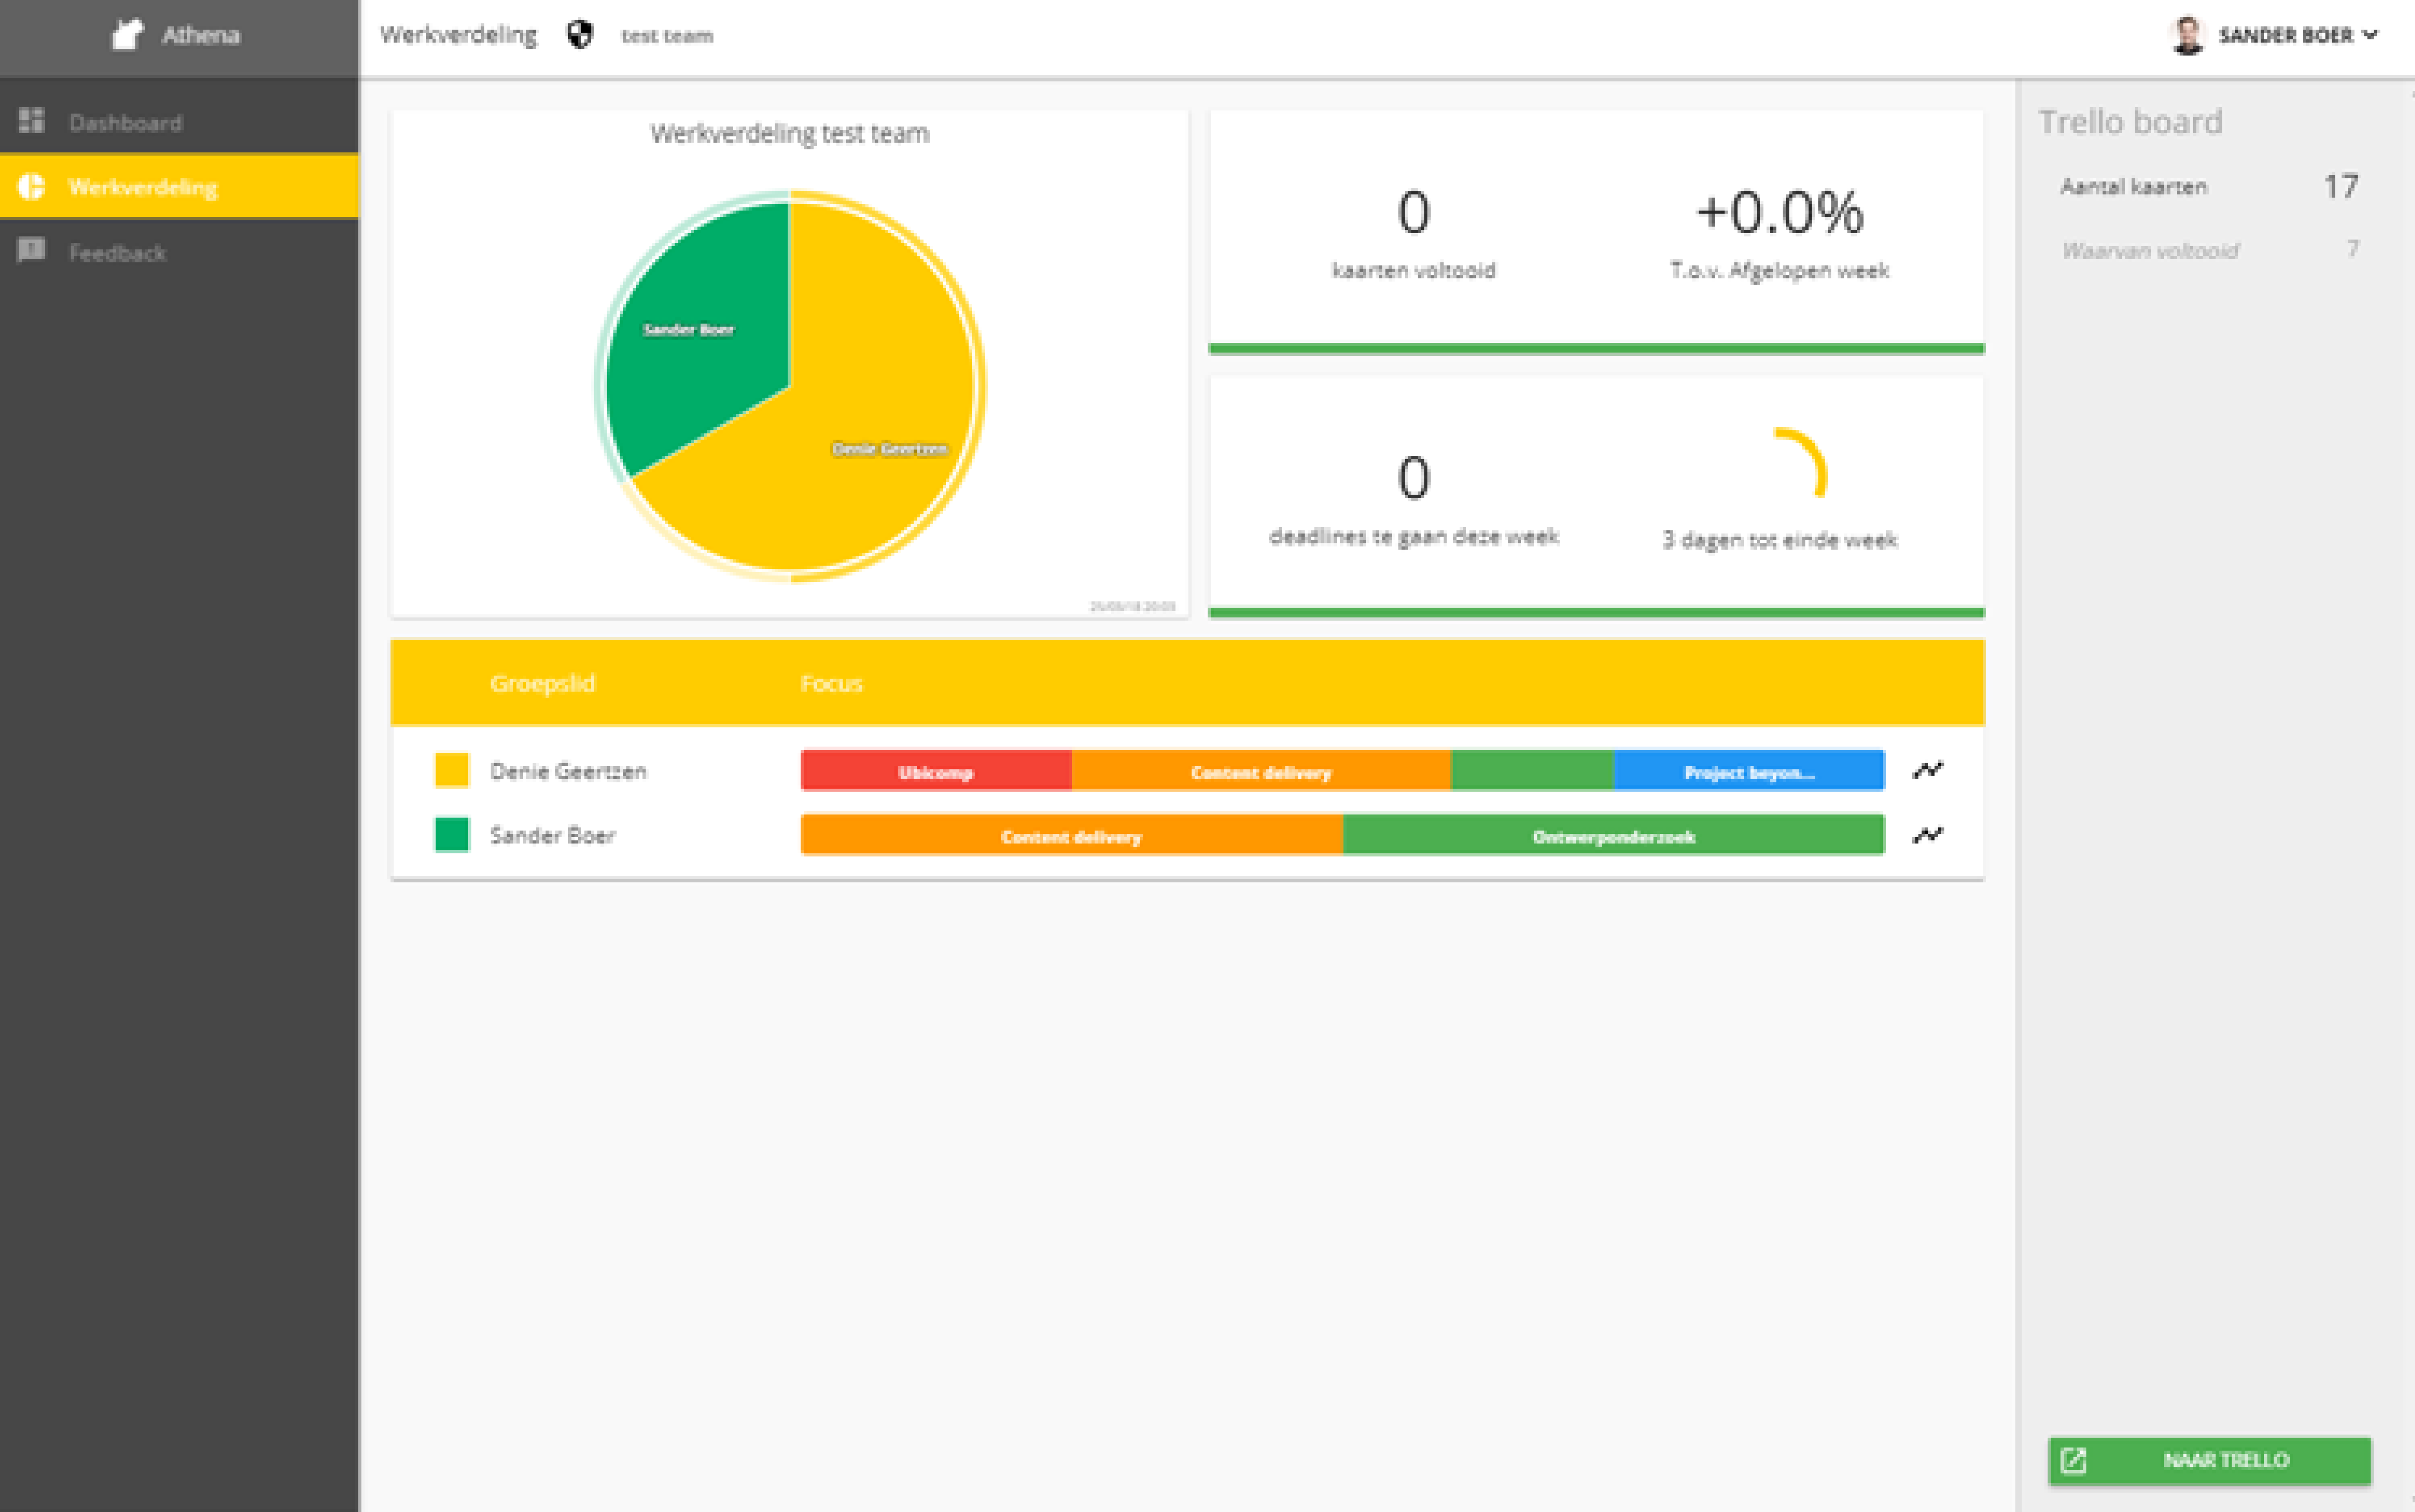 Athena
Werkverdeling test team
SANDER BOER
Dashboard
Werkverdeling
Feedback
Werkverdeling test team
Sander Boer
Denie Geertzen
0
kaarten voltooid
+0.0%
T.o.v. Afgelopen week
0
deadlines te gaan deze week
3 dagen tot einde week
Groepslid Focus
Denie Geertzen Ubicomp Content delivery Project beyon...
Sander Boer Content delivery Ontwerponderzoek
Trello board
Aantal kaarten 17
Waarvan voltooid 7
NAAR TRELLO